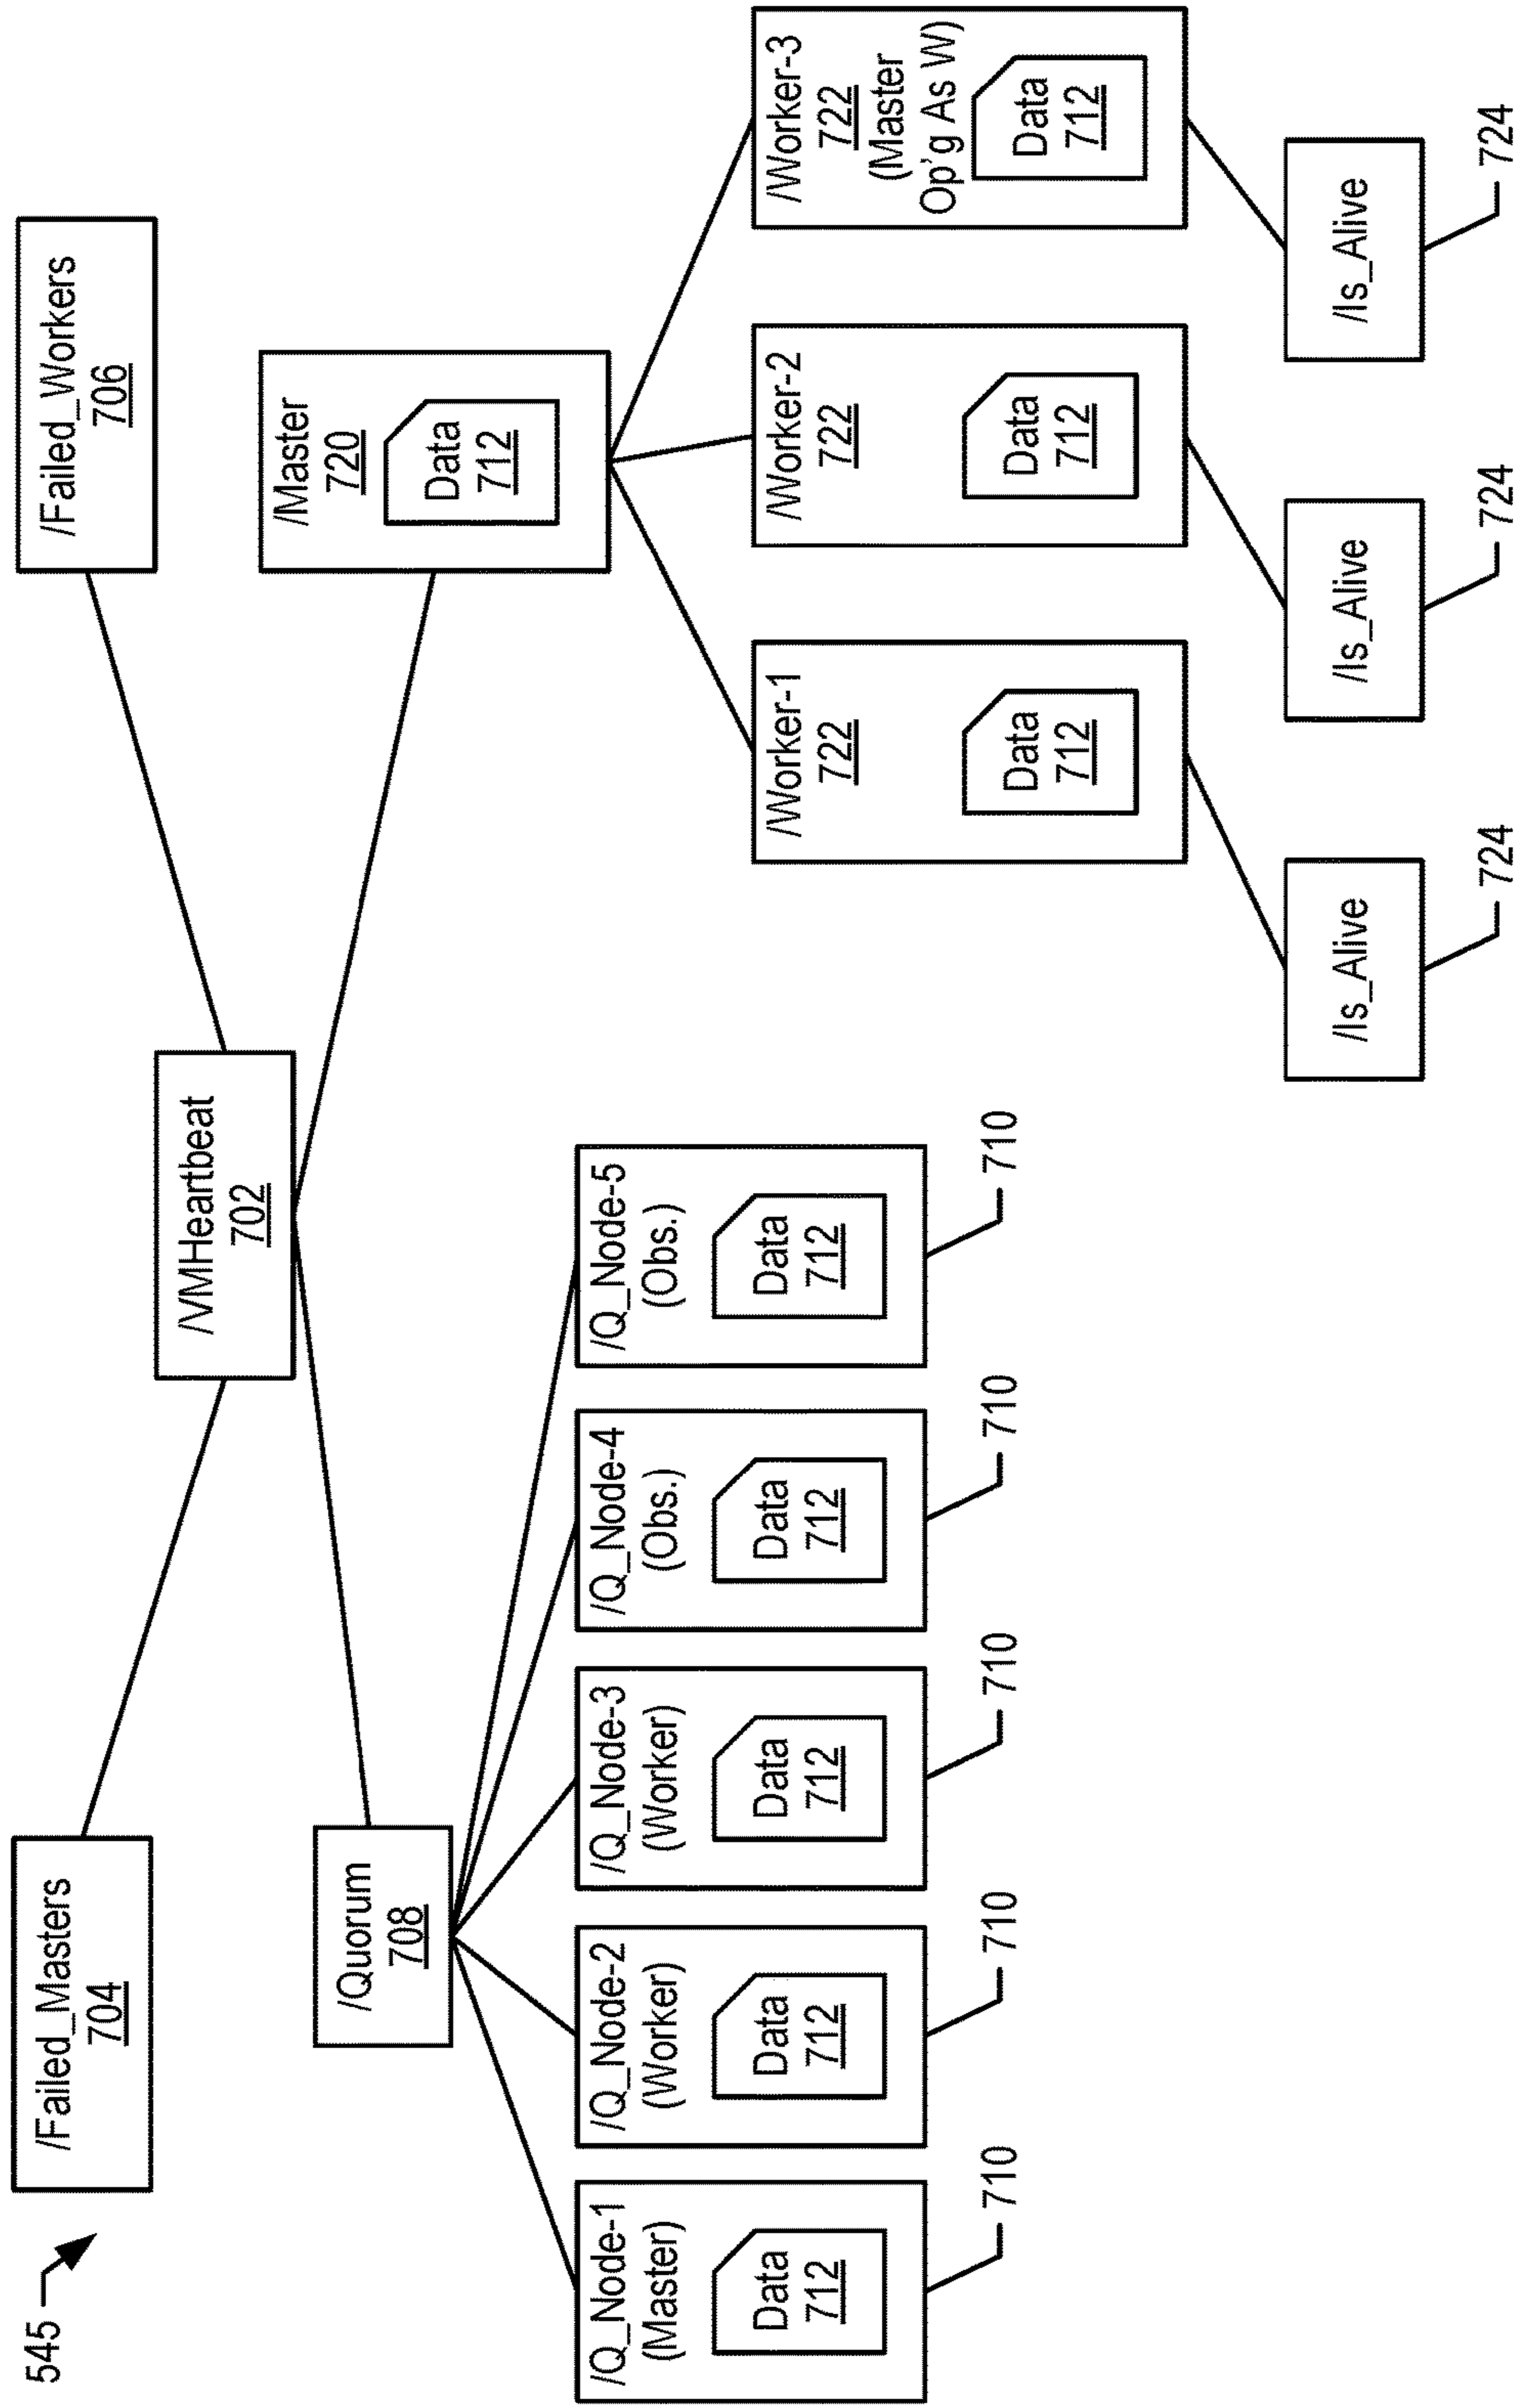 545
/Failed_Masters
704
/VMHeartbeat
702
/Failed_Workers
706
/Quorum
708
/Master
720
Data
712
/Q_Node-1
(Master)
Data
712
710
/Q_Node-2
(Worker)
Data
712
710
/Q_Node-3
(Worker)
Data
712
710
/Q_Node-4
(Obs.)
Data
712
710
/Q_Node-5
(Obs.)
Data
712
710
/Worker-1
722
Data
712
/Worker-2
722
Data
712
/Worker-3
722
(Master
Op'g As W)
Data
712
/Is_Alive
724
/Is_Alive
724
/Is_Alive
724